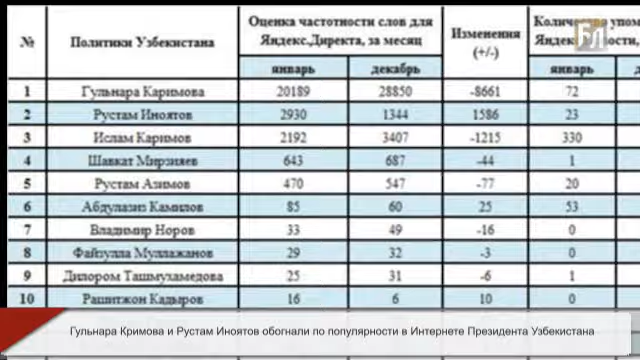 № Политики Узбекистана Оценка частотности слов для Яндекс.Директа, за месяц Изменения (+/-)
январь декабрь январь
1 Гульнара Каримова 20189 28850 -8661 72
2 Рустам Иноятов 2930 1344 1586 23
3 Ислам Каримов 2192 3407 -1215 330
4 Шавкат Мирзияев 643 687 -44 1
5 Рустам Азимов 470 547 -77 20
6 Абдулазиз Камилов 85 60 25 53
7 Владимир Норов 33 49 -16 0
8 Файзулла Муллажанов 29 32 -3 0
9 Дилором Ташмухамедова 25 31 -6 1
10 Рашитжон Кадыров 16 6 10 0
Гульнара Кримова и Рустам Иноятов обогнали по популярности в Интернете Президента Узбекистана